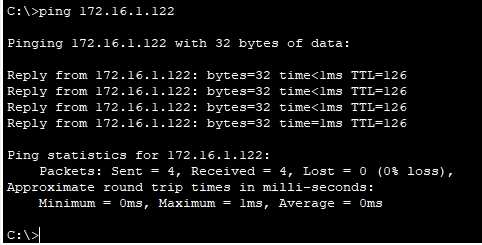 C:\>ping 172.16.1.122
Pinging 172.16.1.122 with 32 bytes of data:
Reply from 172.16.1.122: bytes=32 time<1ms TTL=126
Reply from 172.16.1.122: bytes=32 time<1ms TTL=126
Reply from 172.16.1.122: bytes=32 time<1ms TTL=126
Reply from 172.16.1.122: bytes=32 time=1ms TTL=126
Ping statistics for 172.16.1.122:
    Packets: Sent = 4, Received = 4, Lost = 0 (0% loss),
Approximate round trip times in milli-seconds:
    Minimum = 0ms, Maximum = 1ms, Average = 0ms
C:\>